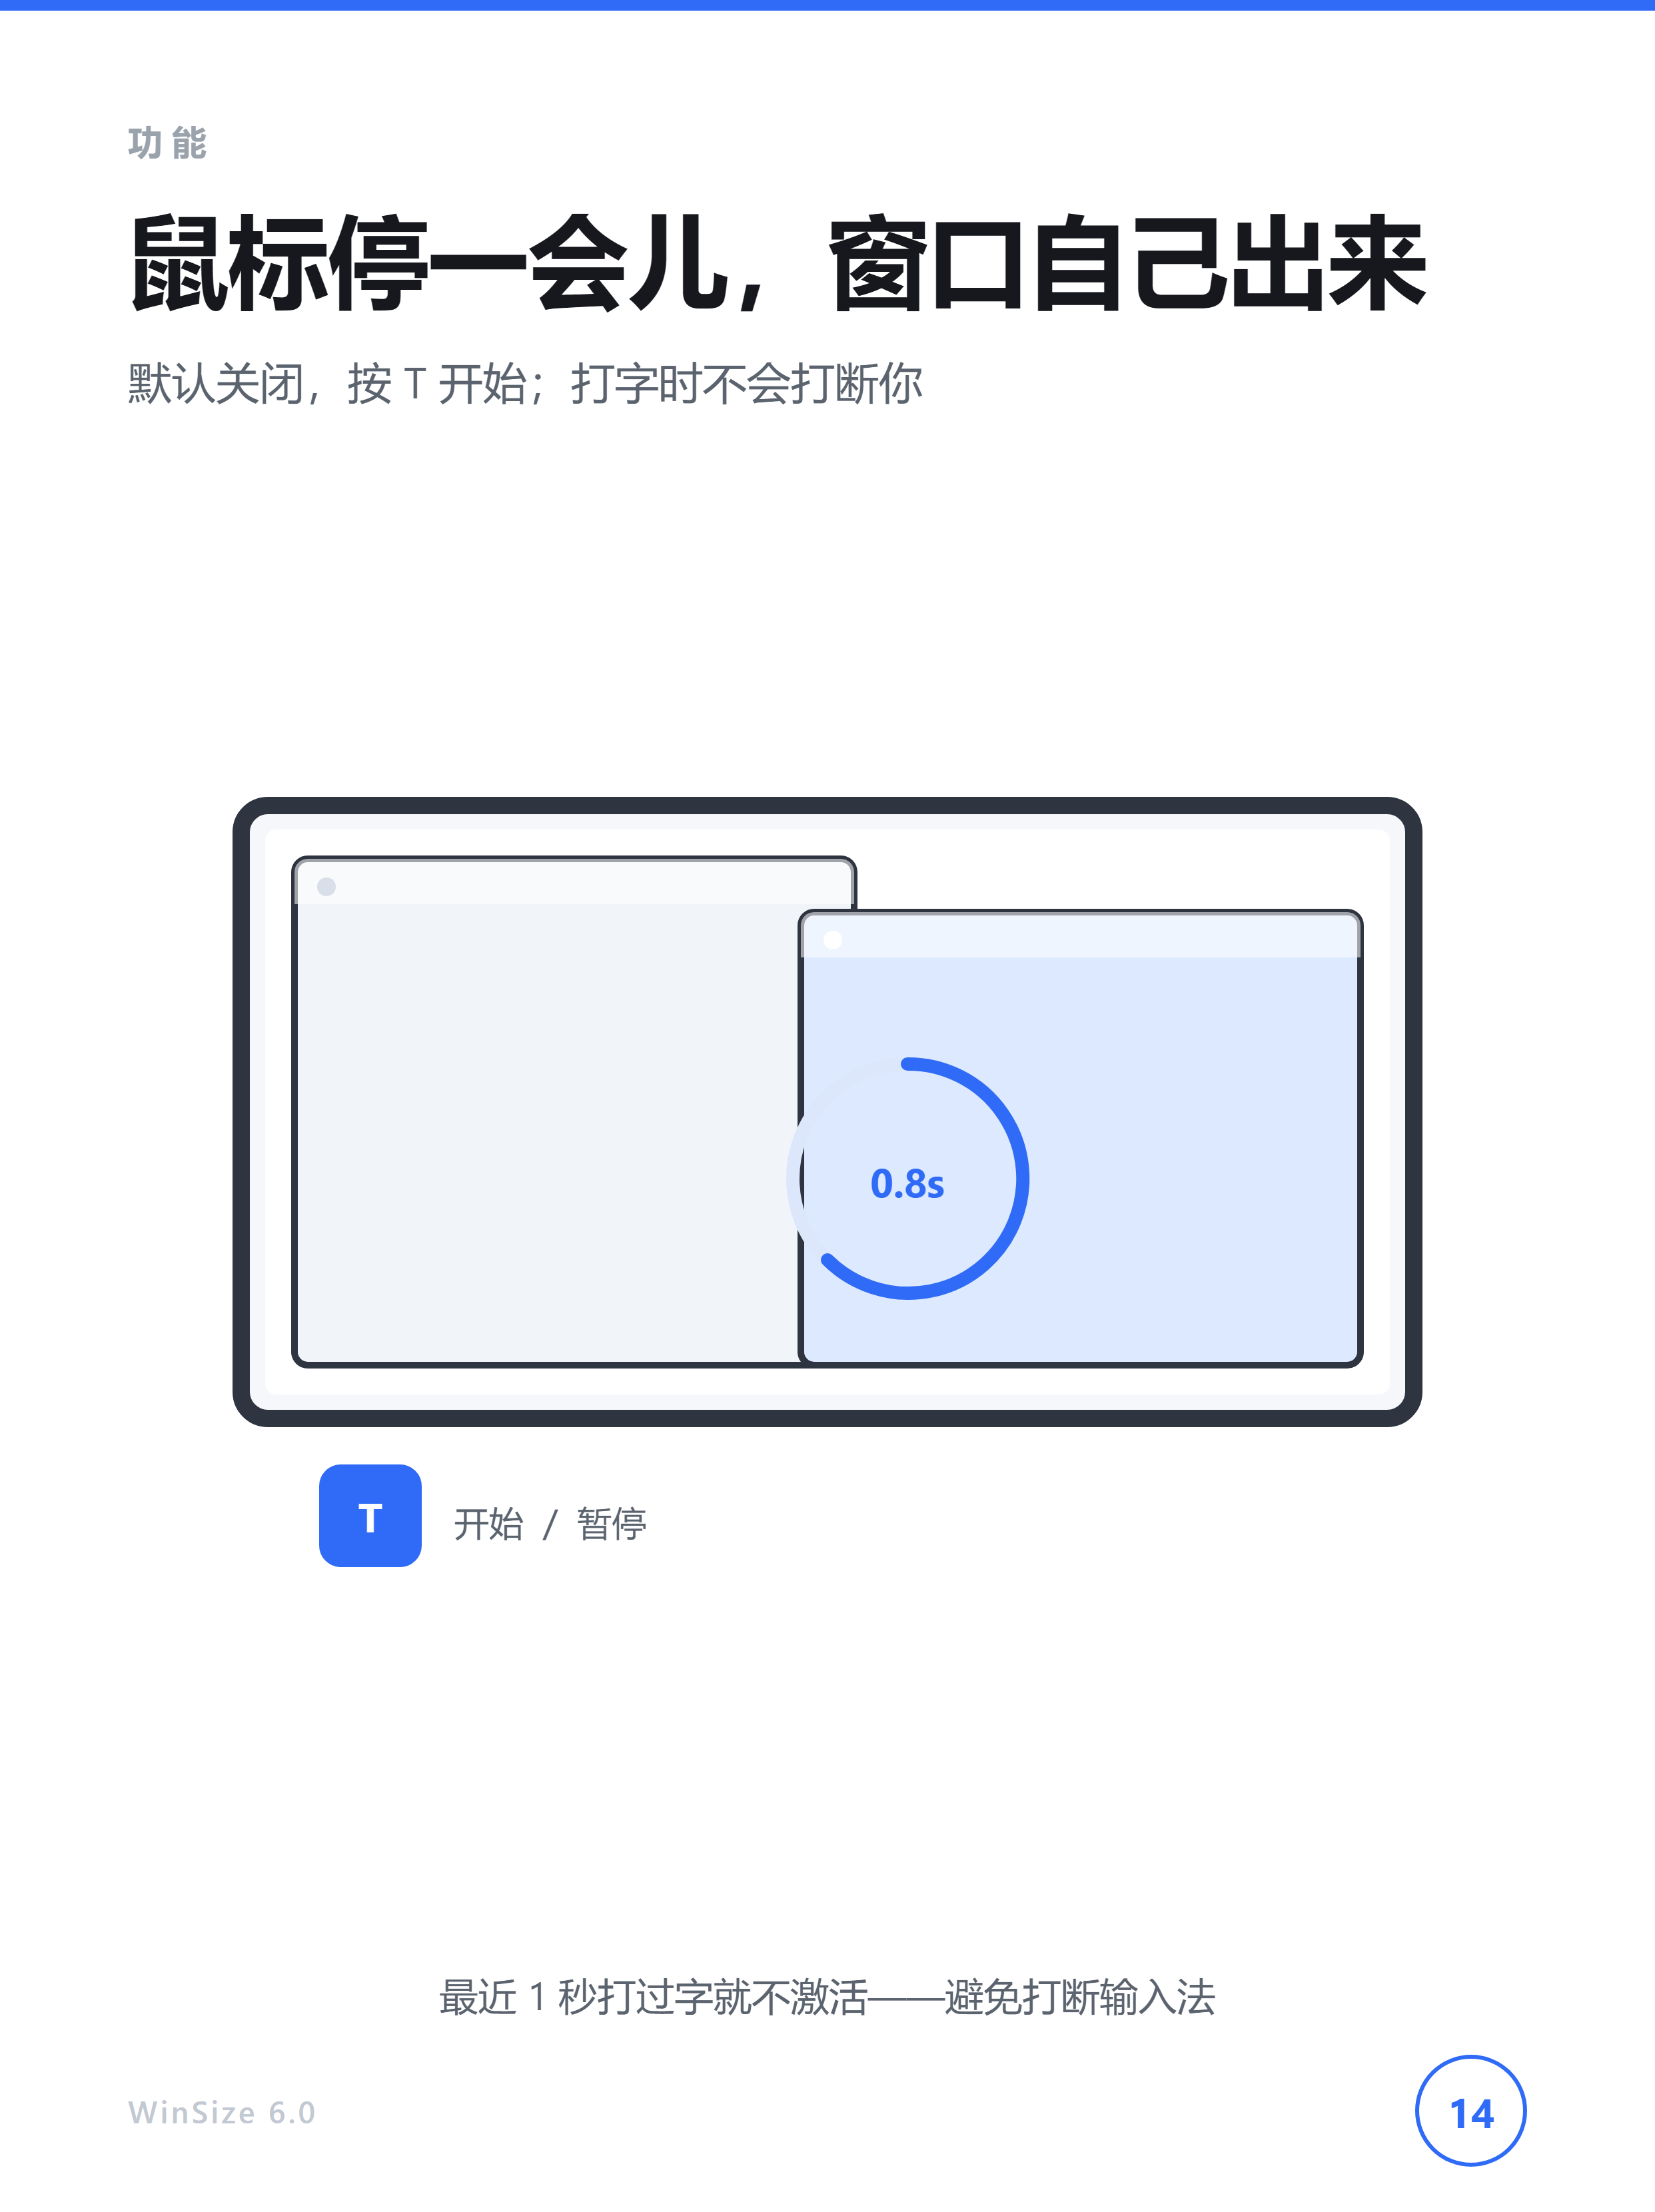 功能
鼠标停一会儿，窗口自己出来
默认关闭，按 T 开始；打字时不会打断你
0.8s
T
开始 / 暂停
最近 1 秒打过字就不激活——避免打断输入法
WinSize 6.0
14